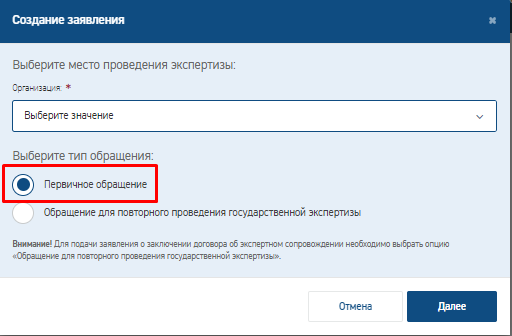 Создание заявления
Выберите место проведения экспертизы:
Организация: *
Выберите значение
Выберите тип обращения:
Первичное обращение
Обращение для повторного проведения государственной экспертизы
Внимание! Для подачи заявления о заключении договора об экспертном сопровождении необходимо выбрать опцию
«Обращение для повторного проведения государственной экспертизы».
Отмена
Далее